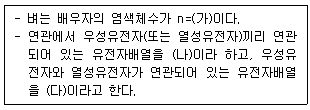 - 벼는 배우자의 염색체수가 n=(가)이다.
- 연관에서 우성유전자(또는 열성유전자)끼리 연관
되어 있는 유전자배열을 (나)이라 하고, 우성유
전자와 열성유전자가 연관되어 있는 유전자배열
을 (다)이라고 한다.